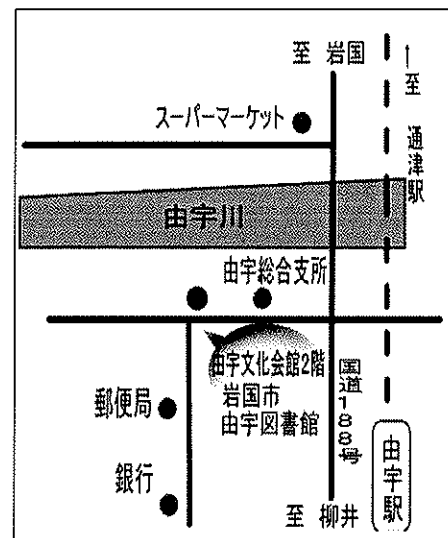 至 岩国
↑至 通津駅
スーパーマーケット
由宇川
由宇総合支所
由宇文化会館2階
岩国市
由宇図書館
国道188号
郵便局
銀行
由宇駅
至 柳井